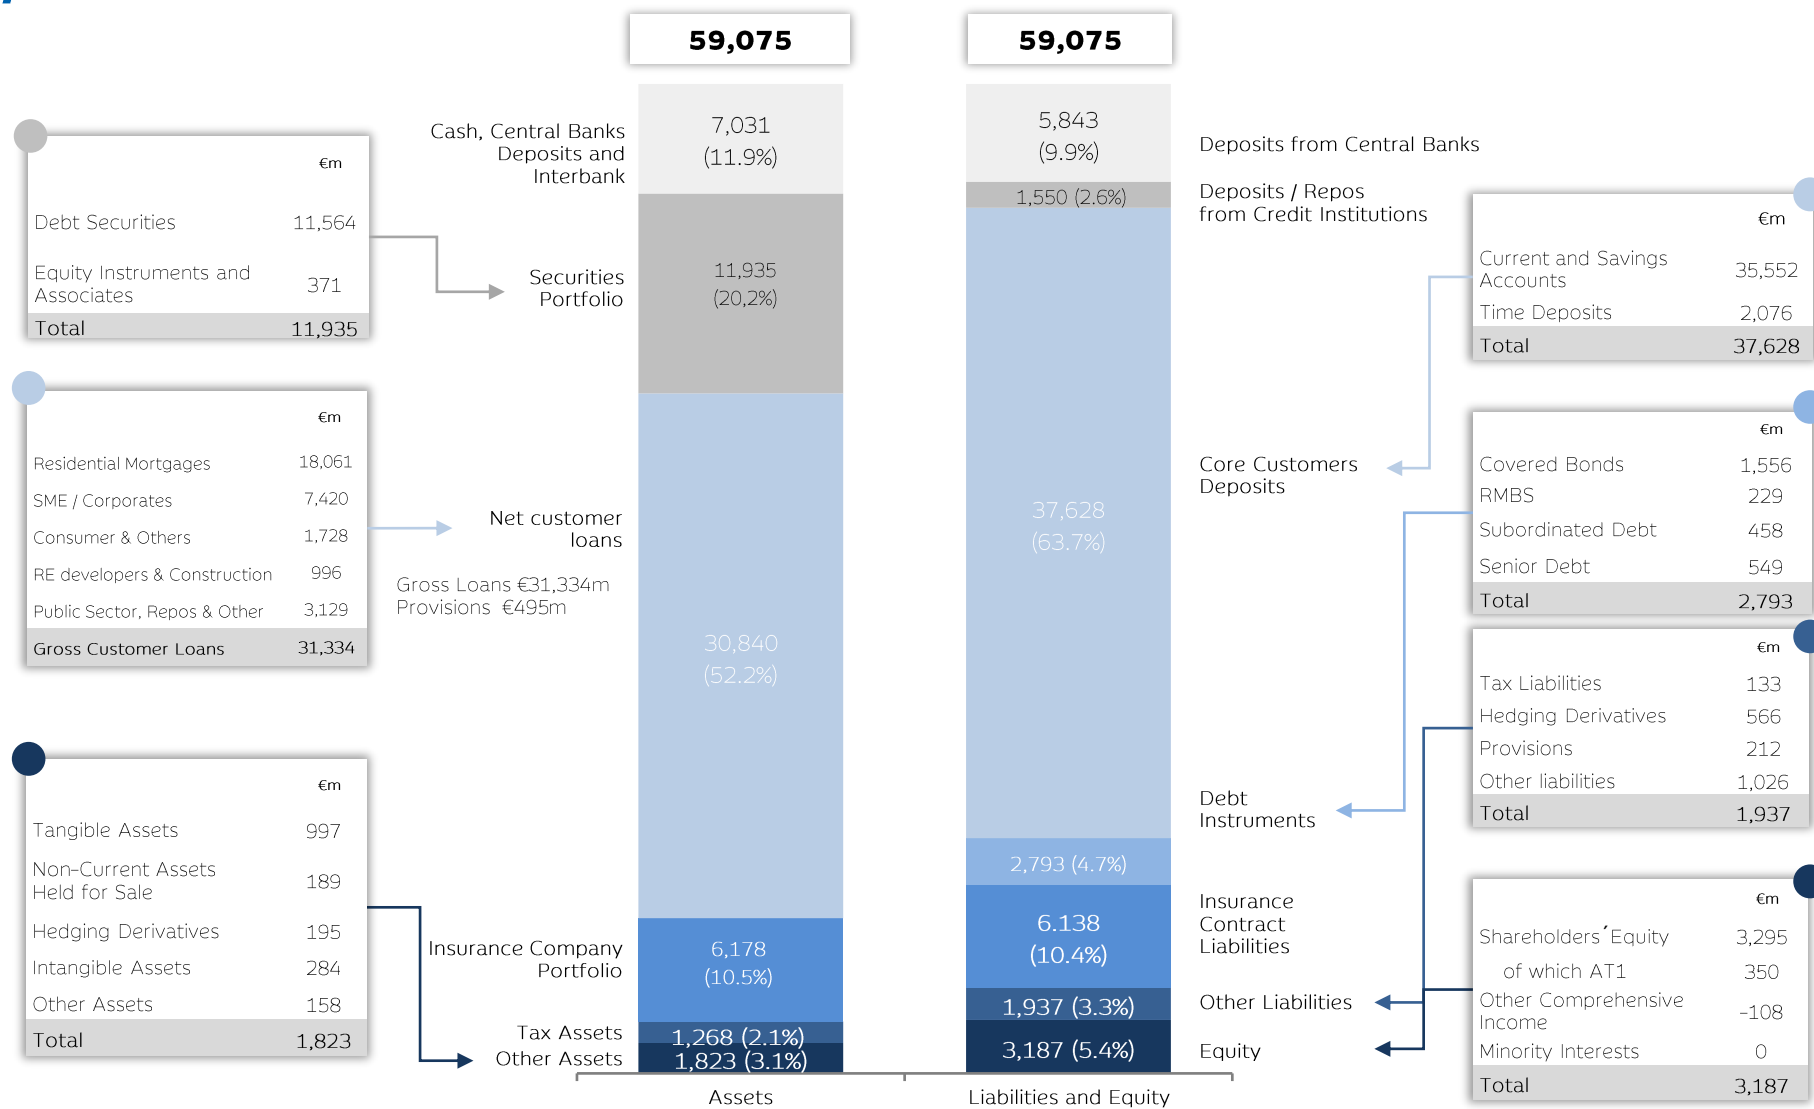 59,075
59,075
€m
Debt Securities 11,564
Equity Instruments and
Associates 371
Total 11,935
€m
Residential Mortgages 18,061
SME / Corporates 7,420
Consumer & Others 1,728
RE developers & Construction 996
Public Sector, Repos & Other 3,129
Gross Customer Loans 31,334
€m
Tangible Assets 997
Non-Current Assets
Held for Sale 189
Hedging Derivatives 195
Intangible Assets 284
Other Assets 158
Total 1,823
Cash, Central Banks
Deposits and
Interbank
Securities
Portfolio
Net customer
loans
Gross Loans €31,334m
Provisions €495m
Insurance Company
Portfolio
Tax Assets
Other Assets
7,031
(11.9%)
11,935
(20,2%)
30,840
(52.2%)
6,178
(10.5%)
1,268 (2.1%)
1,823 (3.1%)
Assets
5,843
(9.9%)
1,550 (2.6%)
37,628
(63.7%)
2,793 (4.7%)
6.138
(10.4%)
1,937 (3.3%)
3,187 (5.4%)
Liabilities and Equity
Deposits from Central Banks
Deposits / Repos
from Credit Institutions
Core Customers
Deposits
Debt
Instruments
Insurance
Contract
Liabilities
Other Liabilities
Equity
€m
Current and Savings
Accounts 35,552
Time Deposits 2,076
Total 37,628
€m
Covered Bonds 1,556
RMBS 229
Subordinated Debt 458
Senior Debt 549
Total 2,793
€m
Tax Liabilities 133
Hedging Derivatives 566
Provisions 212
Other liabilities 1,026
Total 1,937
€m
Shareholders´Equity 3,295
of which AT1 350
Other Comprehensive
Income -108
Minority Interests 0
Total 3,187